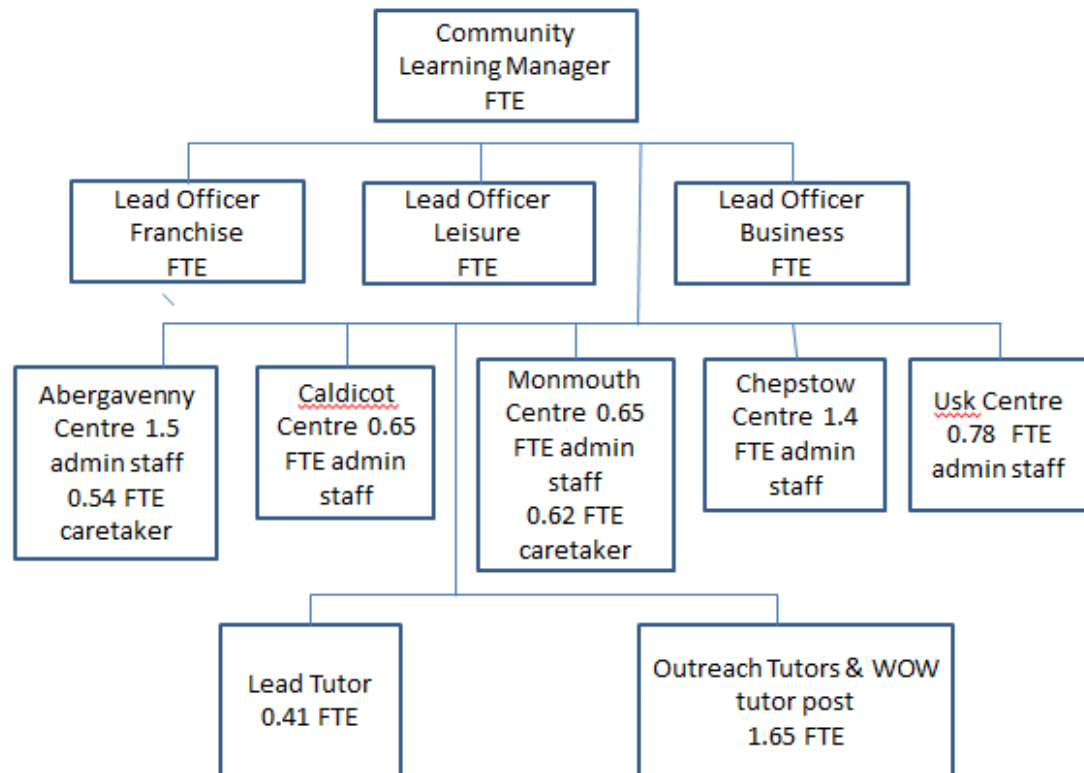 Community
Learning Manager
FTE
Lead Officer
Franchise
FTE
Lead Officer
Leisure
FTE
Lead Officer
Business
FTE
Abergavenny
Centre 1.5
admin staff
0.54 FTE
caretaker
Caldicot
Centre 0.65
FTE admin
staff
Monmouth
Centre 0.65
FTE admin
staff
0.62 FTE
caretaker
Chepstow
Centre 1.4
FTE admin
staff
Usk Centre
0.78 FTE
admin staff
Lead Tutor
0.41 FTE
Outreach Tutors & WOW
tutor post
1.65 FTE